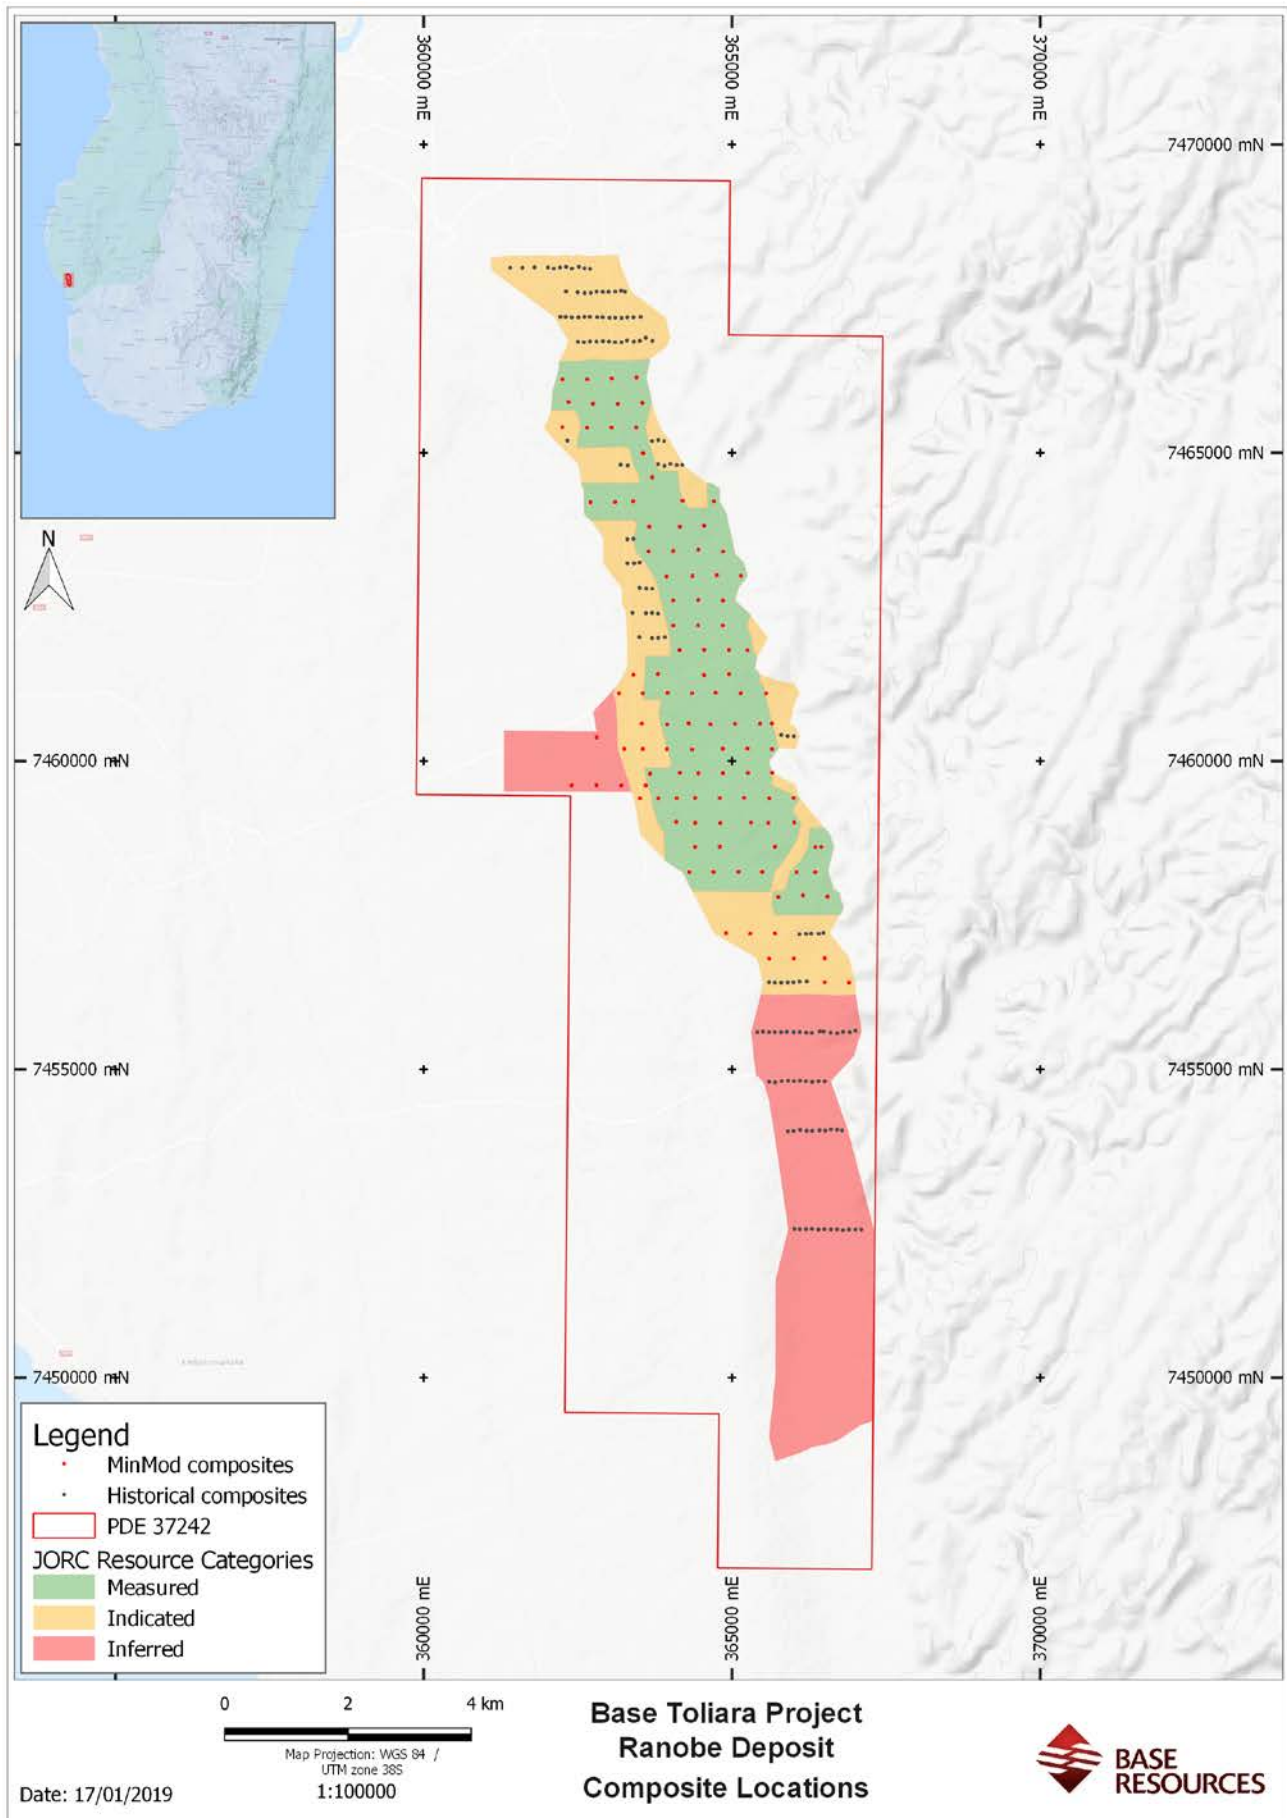 360000 mE
365000 mE
370000 mE
7470000 mN
7465000 mN
N
7460000 mN
7460000 mN
7455000 mN
7455000 mN
7450000 mN
7450000 mN
Legend
MinMod composites
Historical composites
PDE 37242
JORC Resource Categories
Measured
Indicated
Inferred
360000 mE
365000 mE
370000 mE
0 2 4 km
Map Projection: WGS 84 /
UTM zone 38S
1:100000
Date: 17/01/2019
Base Toliara Project
Ranobe Deposit
Composite Locations
BASE
RESOURCES